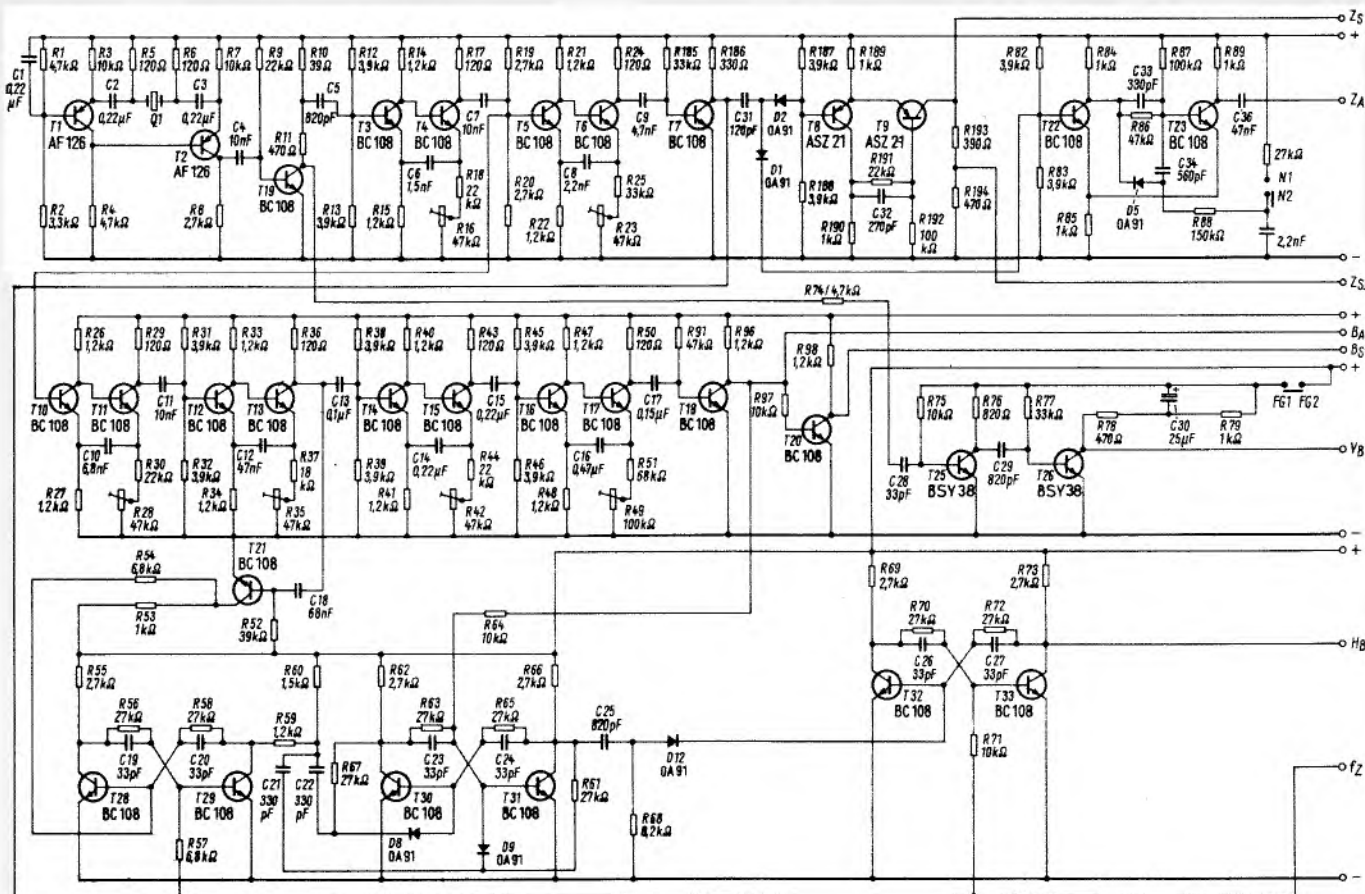 C1
0,22
µF
R1
4,7kΩ
R3
10kΩ
R5
120Ω
R6
120Ω
R7
10kΩ
R9
22kΩ
R10
39Ω
R12
3,9kΩ
R14
1,2kΩ
R17
120Ω
R19
2,7kΩ
R21
1,2kΩ
R24
120Ω
R185
33kΩ
R186
330Ω
R187
3,9kΩ
R189
1kΩ
R82
3,9kΩ
R84
1kΩ
R87
100kΩ
R89
1kΩ
Z_S
+
Z_A
C2
0,22µF
Q1
C3
0,22µF
C4
10nF
C5
820pF
R11
470Ω
C7
10nF
C9
4,7nF
C31
120pF
D2
OA91
D1
OA91
C33
330pF
R86
47kΩ
C34
560pF
C36
47nF
27kΩ
N1
N2
2,2nF
T1
AF126
T2
AF126
T19
BC108
T3
BC108
T4
BC108
T5
BC108
T6
BC108
T7
BC108
T8
ASZ21
T9
ASZ21
T22
BC108
T23
BC108
R2
3,3kΩ
R4
4,7kΩ
R8
2,7kΩ
R13
3,9kΩ
R15
1,2kΩ
C6
1,5nF
R18
22
kΩ
R16
47kΩ
R20
2,7kΩ
R22
1,2kΩ
C8
2,2nF
R25
33kΩ
R23
47kΩ
R188
3,9kΩ
R190
1kΩ
R191
22kΩ
C32
270pF
R192
100
kΩ
R193
390Ω
R194
470Ω
R83
3,9kΩ
R85
1kΩ
D5
OA91
R88
150kΩ
–
R74/4,7kΩ
+
B_A
B_S
+
R26
1,2kΩ
R29
120Ω
R31
3,9kΩ
R33
1,2kΩ
R36
120Ω
R38
3,9kΩ
R40
1,2kΩ
R43
120Ω
R45
3,9kΩ
R47
1,2kΩ
R50
120Ω
R91
47kΩ
R96
1,2kΩ
R98
1,2kΩ
R97
10kΩ
T10
BC108
T11
BC108
C11
10nF
T12
BC108
T13
BC108
C13
0,1µF
T14
BC108
T15
BC108
C15
0,22µF
T16
BC108
T17
BC108
C17
0,15µF
T18
BC108
T20
BC108
R75
10kΩ
R76
820Ω
R77
33kΩ
R78
470Ω
C30
25µF
R79
1kΩ
FG1 FG2
V_B
C28
33pF
T25
BSY38
C29
820pF
T26
BSY38
C10
6,8nF
R30
22kΩ
R27
1,2kΩ
R28
47kΩ
R32
3,9kΩ
C12
47nF
R34
1,2kΩ
R37
18
kΩ
R35
47kΩ
R39
3,9kΩ
C14
0,22µF
R41
1,2kΩ
R44
22
kΩ
R42
47kΩ
R46
3,9kΩ
C16
0,47µF
R48
1,2kΩ
R51
68kΩ
R49
100kΩ
–
+
T21
BC108
R54
6,8kΩ
R53
1kΩ
C18
68nF
R52
39kΩ
R64
10kΩ
R69
2,7kΩ
R73
2,7kΩ
R70
27kΩ
R72
27kΩ
C26
33pF
C27
33pF
H_B
T32
BC108
T33
BC108
R71
10kΩ
R55
2,7kΩ
R60
1,5kΩ
R62
2,7kΩ
R66
2,7kΩ
R56
27kΩ
R58
27kΩ
R59
1,2kΩ
R63
27kΩ
R65
27kΩ
C25
820pF
D12
OA91
C19
33pF
C20
33pF
C21
330
pF
C22
330
pF
R67
27kΩ
C23
33pF
C24
33pF
R61
27kΩ
T28
BC108
T29
BC108
T30
BC108
T31
BC108
R57
6,8kΩ
D8
OA91
D9
OA91
R68
8,2kΩ
f_Z
–